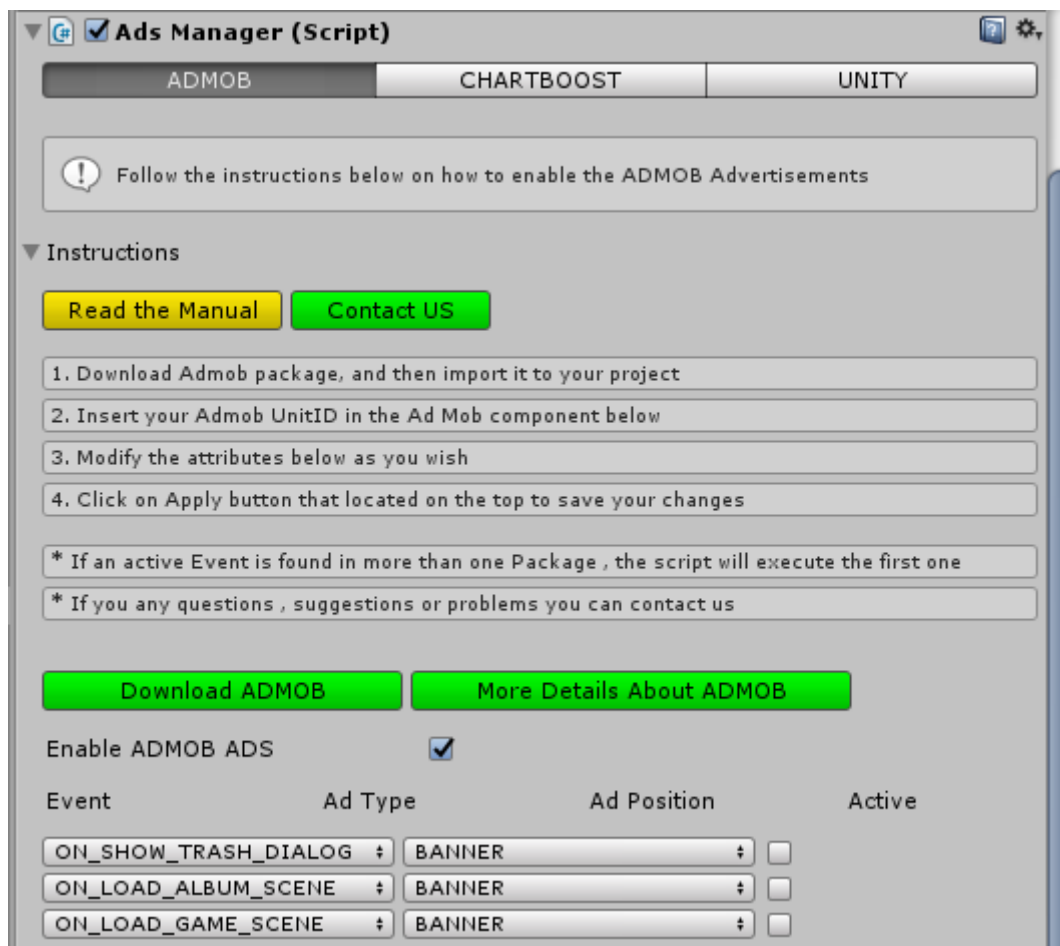 Ads Manager (Script)
ADMOB CHARTBOOST UNITY
Follow the instructions below on how to enable the ADMOB Advertisements
Instructions
Read the Manual Contact US
1. Download Admob package, and then import it to your project
2. Insert your Admob UnitID in the Ad Mob component below
3. Modify the attributes below as you wish
4. Click on Apply button that located on the top to save your changes
* If an active Event is found in more than one Package , the script will execute the first one
* If you any questions , suggestions or problems you can contact us
Download ADMOB More Details About ADMOB
Enable ADMOB ADS
Event Ad Type Ad Position Active
ON_SHOW_TRASH_DIALOG BANNER
ON_LOAD_ALBUM_SCENE BANNER
ON_LOAD_GAME_SCENE BANNER